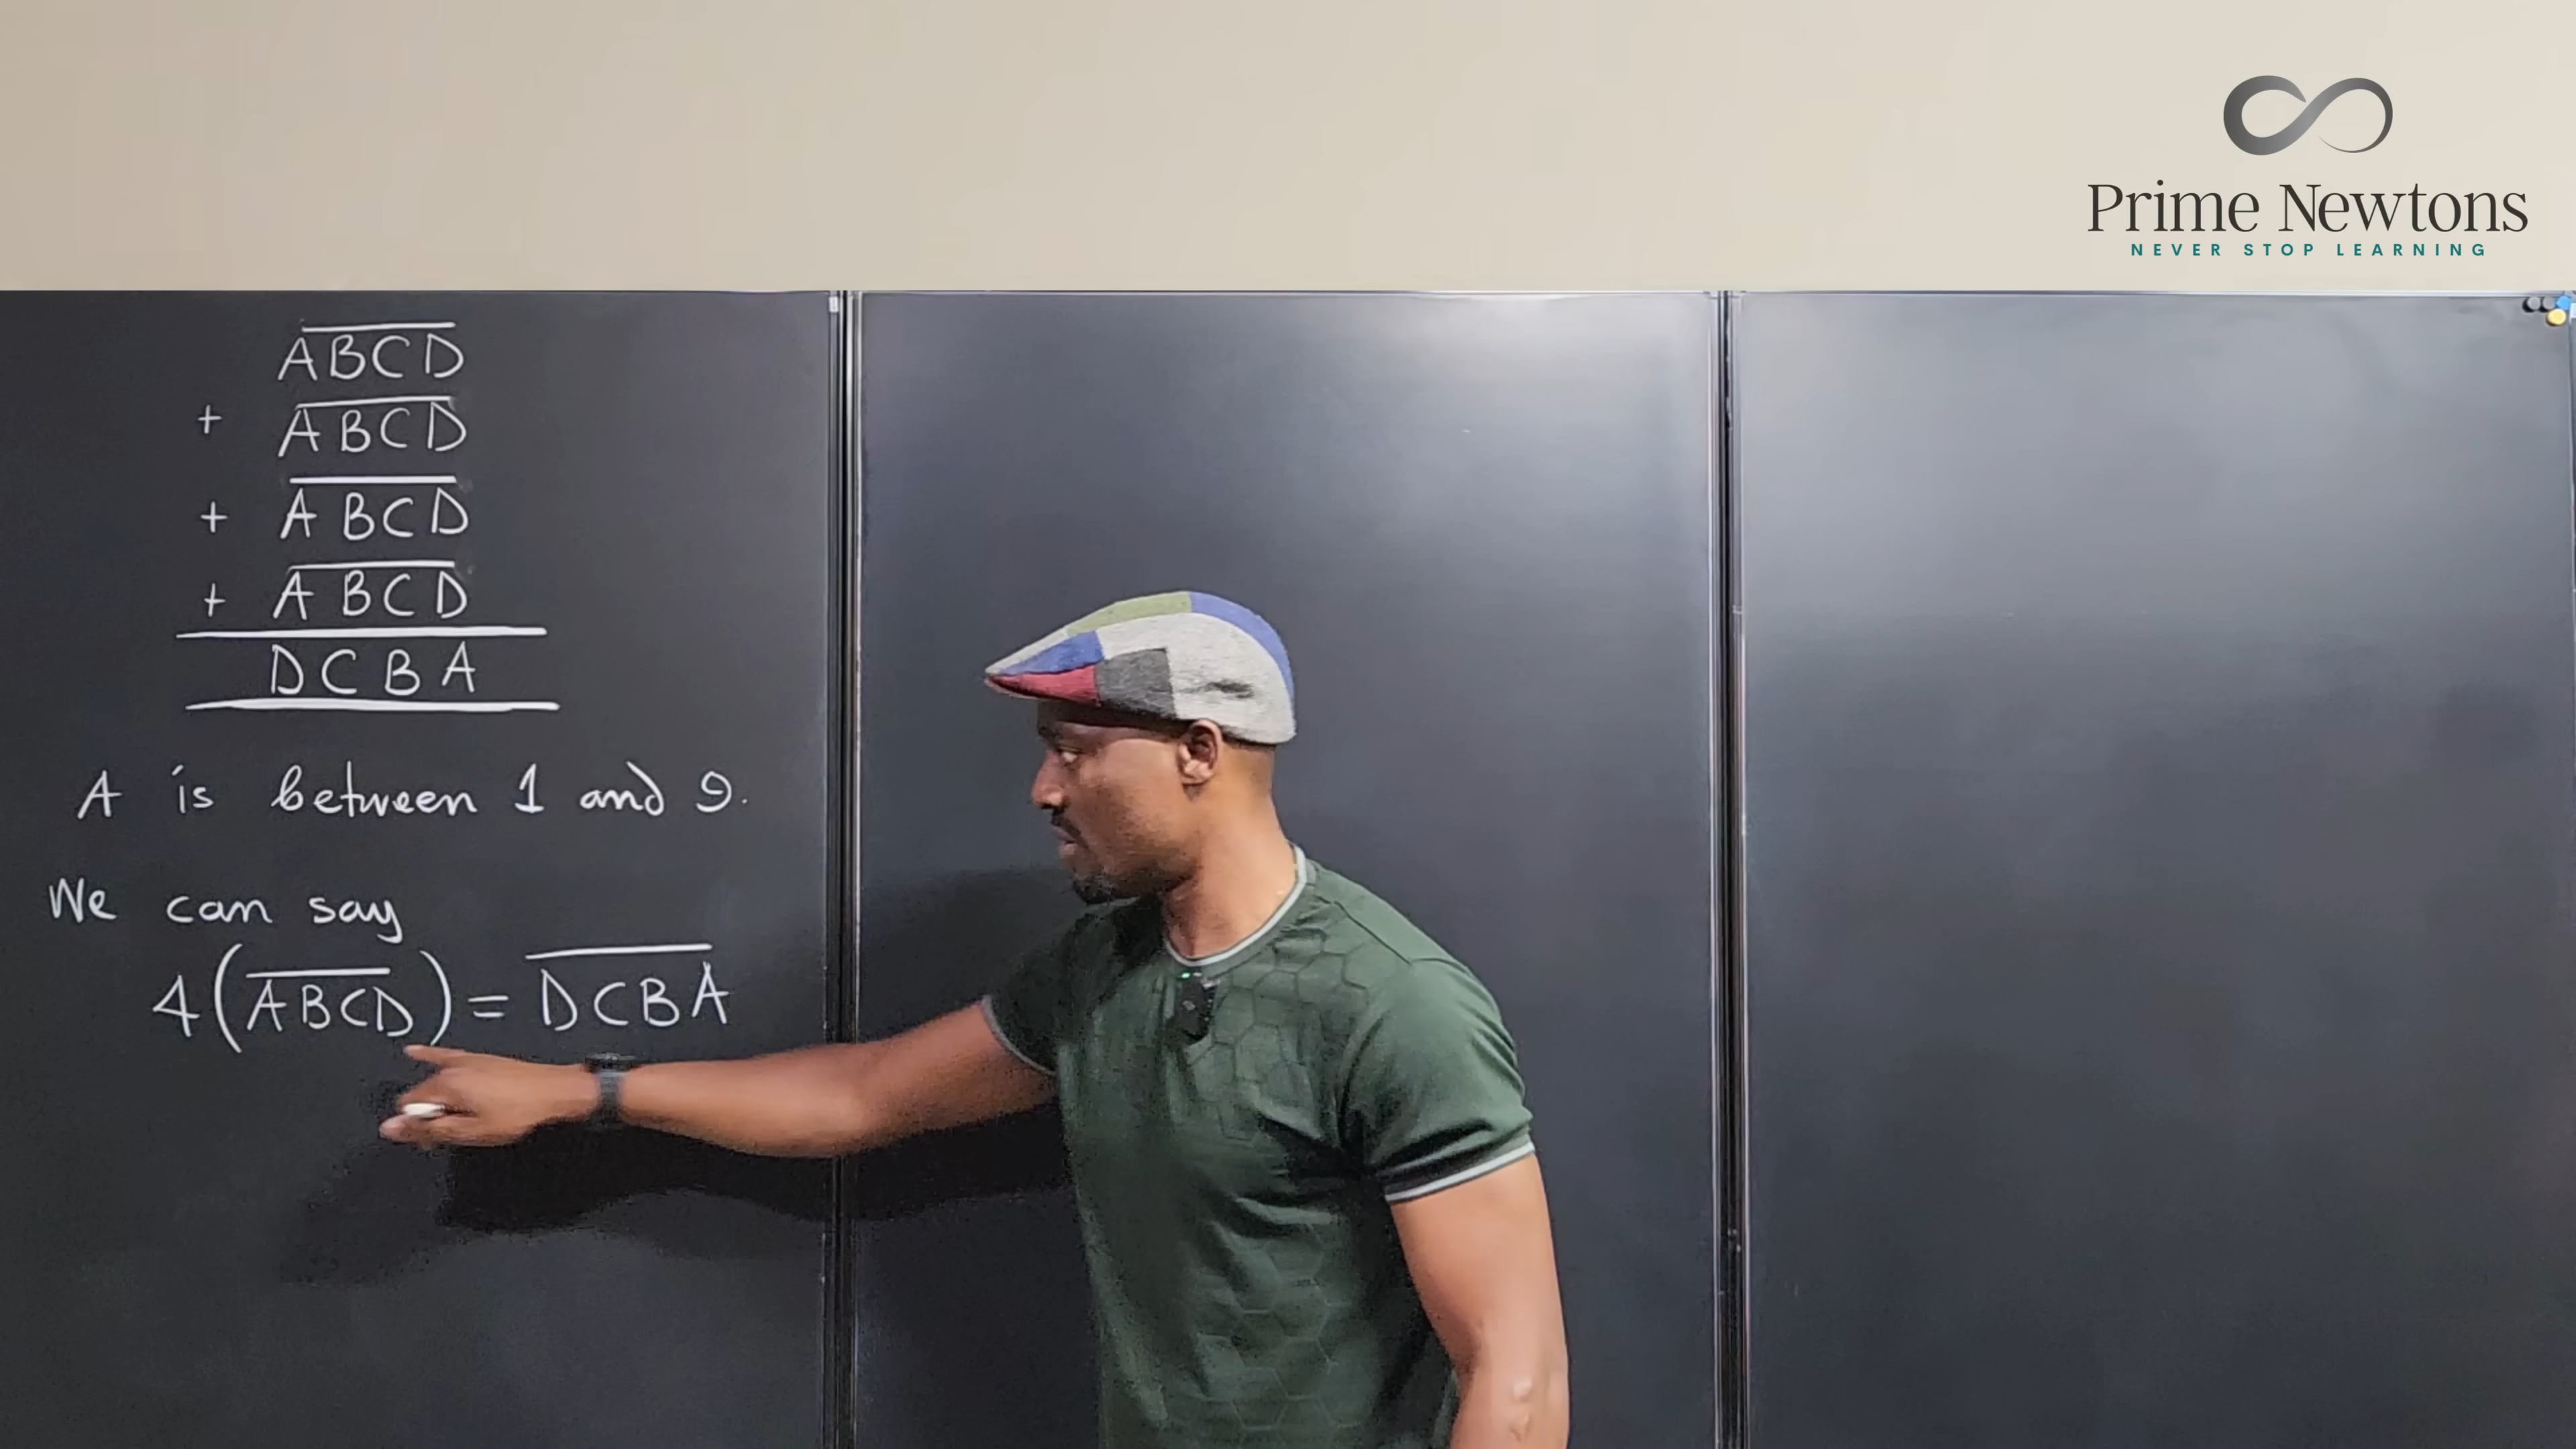 Prime Newtons
NEVER STOP LEARNING
ABCD
+ ABCD
+ ABCD
+ ABCD
DCBA
A is between 1 and 9.
We can say
4(ABCD) = DCBA